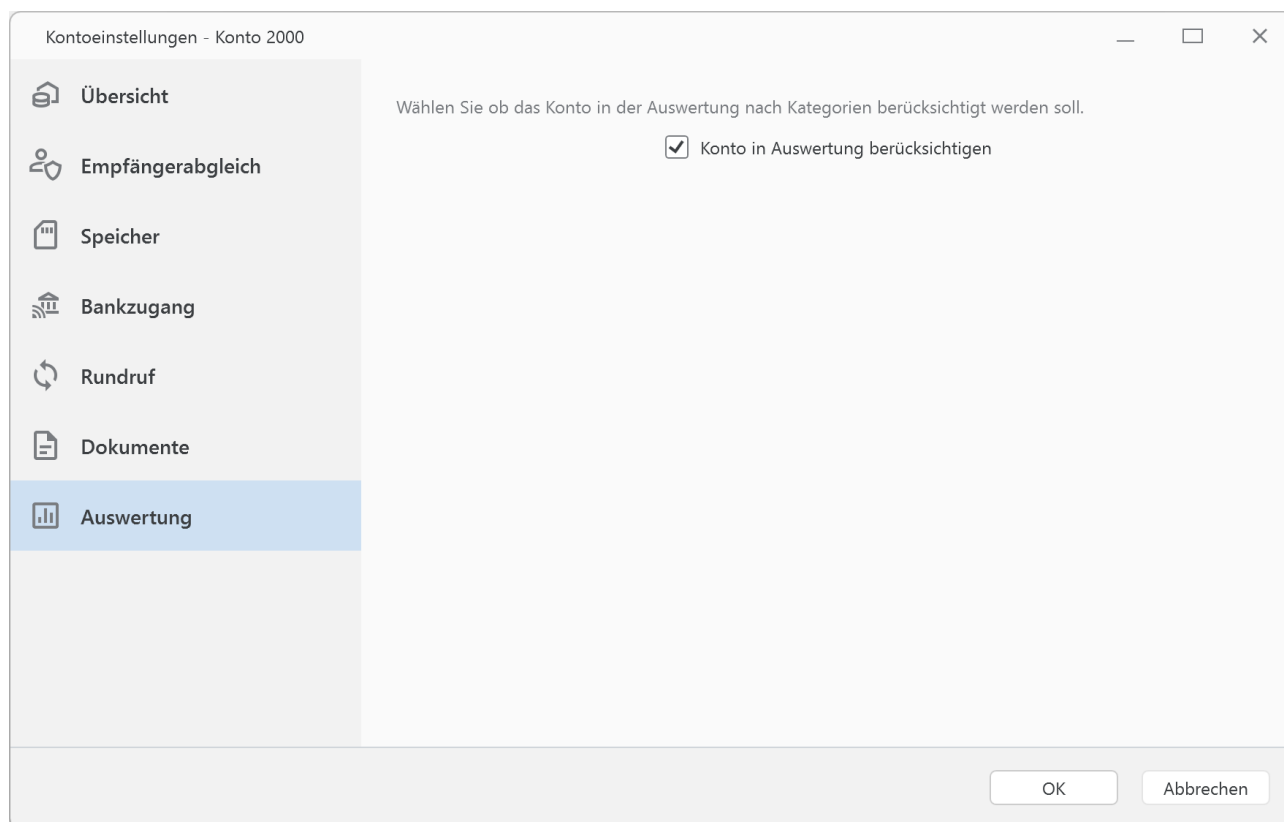 Kontoeinstellungen - Konto 2000
Übersicht
Empfängerabgleich
Speicher
Bankzugang
Rundruf
Dokumente
Auswertung
Wählen Sie ob das Konto in der Auswertung nach Kategorien berücksichtigt werden soll.
Konto in Auswertung berücksichtigen
OK
Abbrechen